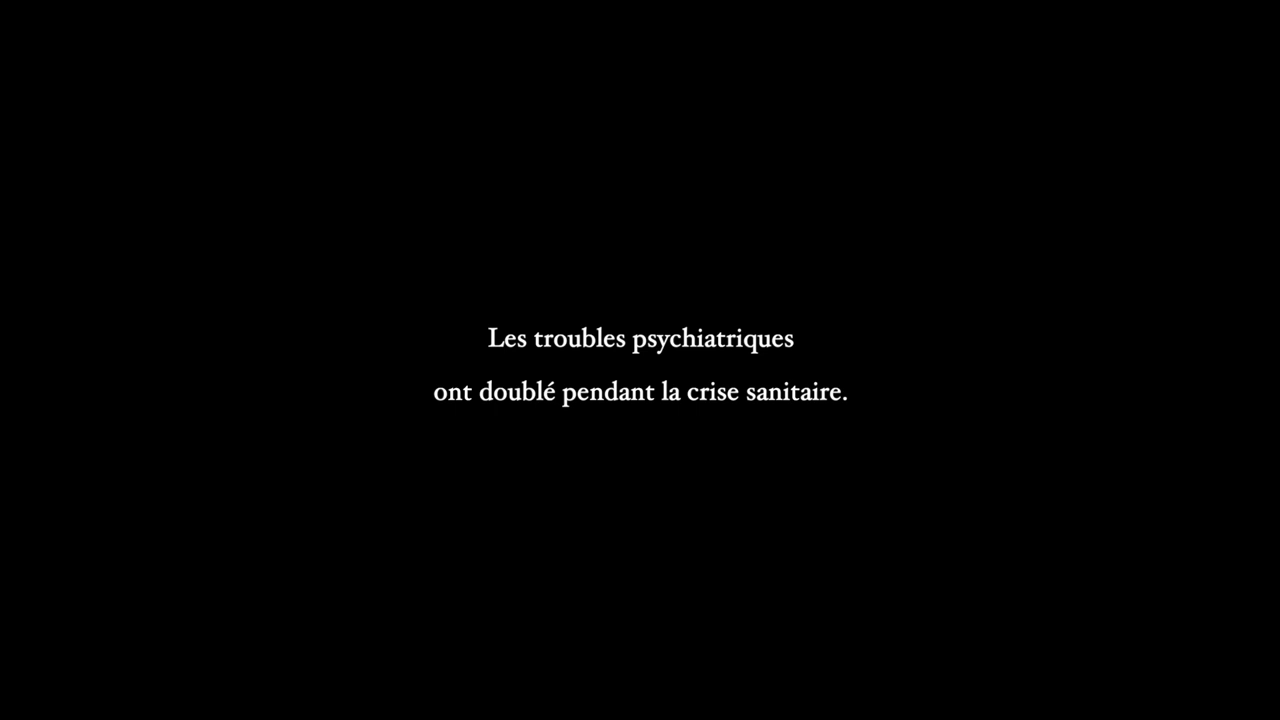 Les troubles psychiatriques
ont doublé pendant la crise sanitaire.